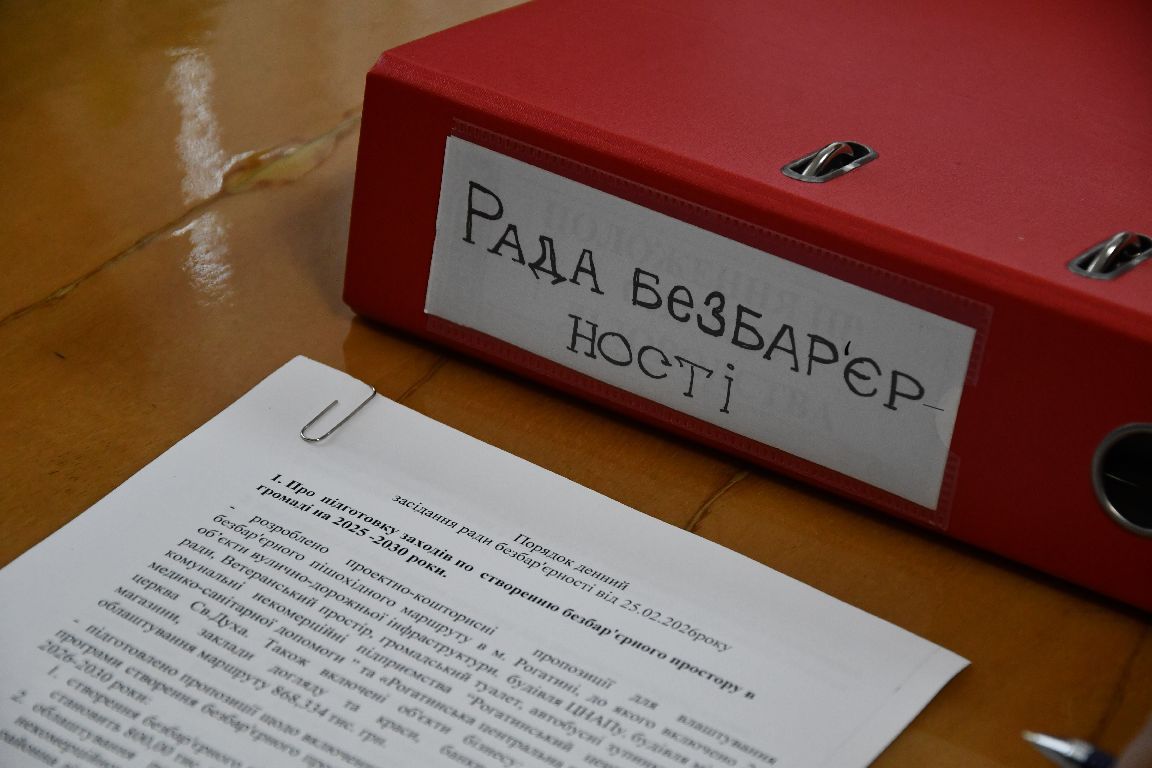 РАДА БЕЗБАР'ЄР-
НОСТІ
Порядок денний
засідання ради безбар'єрності від 25.02.2026року
1. Про підготовку заходів по створенню безбар'єрного простору в
громаді на 2025 -2030 роки.
- розроблено проектно-кошторисні пропозиції для влаштування
безбар'єрного пішохідного маршруту в м. Рогатині, до якого включено
об'єкти вулично-дорожньої інфраструктури, будівля ЦНАПу, будівля
ради, Ветеранський простір, громадський туалет, автобусні
комунальні некомерційні підприємства "Рогатинський
медико-санітарної допомоги " та «Рогатинська центральна
церква Св.Духа. Також включені об'єкти бізнесу:
магазини, заклади догляду та краси.
облаштування маршруту 868,334 тис. грн.
- підготовлено пропозиції щодо включення
програми створення безбар'єрного
2026-2030 роки:
1. створення безбар'єрного
становить 800,00 тис.
2. облаштування